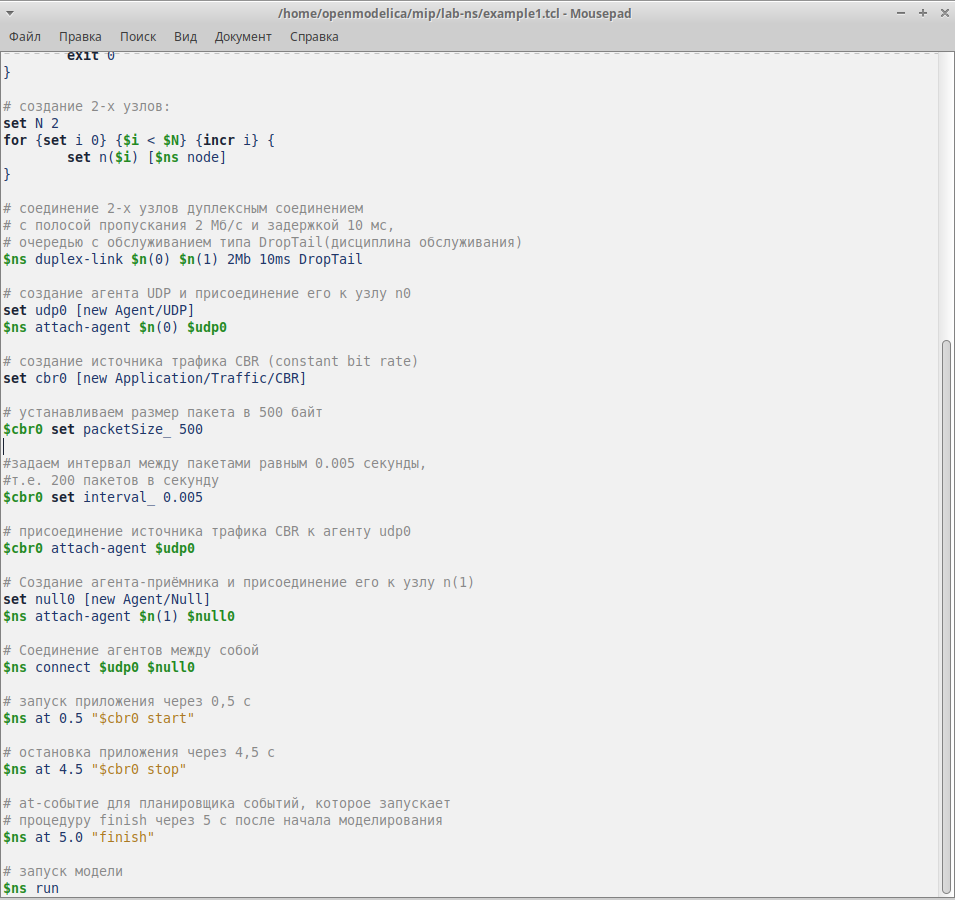 /home/openmodelica/mip/lab-ns/example1.tcl - Mousepad
Файл Правка Поиск Вид Документ Справка
exit 0
}
# создание 2-х узлов:
set N 2
for {set i 0} {$i < $N} {incr i} {
set n($i) [$ns node]
}
# соединение 2-х узлов дуплексным соединением
# с полосой пропускания 2 Мб/с и задержкой 10 мс,
# очередью с обслуживанием типа DropTail(дисциплина обслуживания)
$ns duplex-link $n(0) $n(1) 2Mb 10ms DropTail
# создание агента UDP и присоединение его к узлу n0
set udp0 [new Agent/UDP]
$ns attach-agent $n(0) $udp0
# создание источника трафика CBR (constant bit rate)
set cbr0 [new Application/Traffic/CBR]
# устанавливаем размер пакета в 500 байт
$cbr0 set packetSize_ 500
#задаем интервал между пакетами равным 0.005 секунды,
#т.е. 200 пакетов в секунду
$cbr0 set interval_ 0.005
# присоединение источника трафика CBR к агенту udp0
$cbr0 attach-agent $udp0
# Создание агента-приёмника и присоединение его к узлу n(1)
set null0 [new Agent/Null]
$ns attach-agent $n(1) $null0
# Соединение агентов между собой
$ns connect $udp0 $null0
# запуск приложения через 0,5 с
$ns at 0.5 "$cbr0 start"
# остановка приложения через 4,5 с
$ns at 4.5 "$cbr0 stop"
# at-событие для планировщика событий, которое запускает
# процедуру finish через 5 с после начала моделирования
$ns at 5.0 "finish"
# запуск модели
$ns run